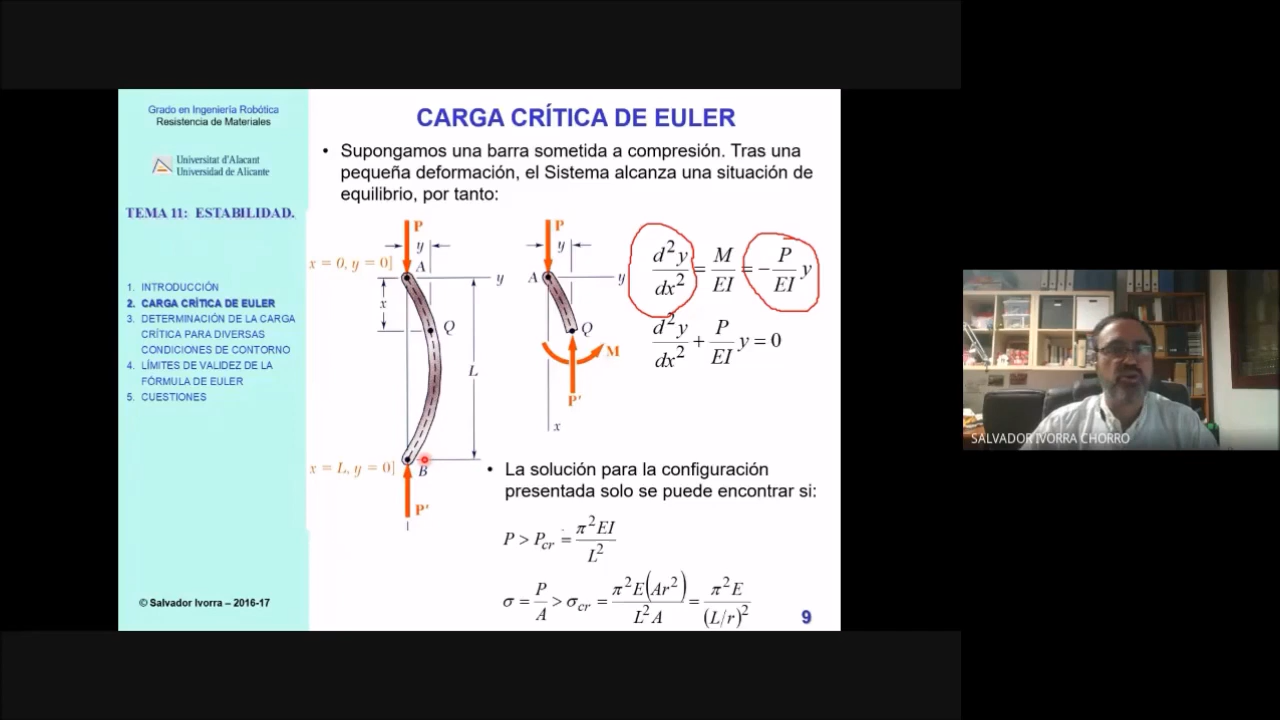 Grado en Ingeniería Robótica
Resistencia de Materiales
Universitat d'Alacant
Universidad de Alicante
TEMA 11: ESTABILIDAD.
1. INTRODUCCIÓN
2. CARGA CRÍTICA DE EULER
3. DETERMINACIÓN DE LA CARGA
CRÍTICA PARA DIVERSAS
CONDICIONES DE CONTORNO
4. LÍMITES DE VALIDEZ DE LA
FÓRMULA DE EULER
5. CUESTIONES
© Salvador Ivorra – 2016-17
CARGA CRÍTICA DE EULER
• Supongamos una barra sometida a compresión. Tras una
pequeña deformación, el Sistema alcanza una situación de
equilibrio, por tanto:
P
y
x = 0, y = 0]
A
y
x
Q
L
x = L, y = 0]
B
P'
P
y
A
y
Q
M
P'
x
d²y/dx² = M/EI = −P/EI y
d²y/dx² + P/EI y = 0
• La solución para la configuración
presentada solo se puede encontrar si:
P > Pcr = π²EI/L²
σ = P/A > σcr = π²E(Ar²)/L²A = π²E/(L/r)²
9
SALVADOR IVORRA CHORRO